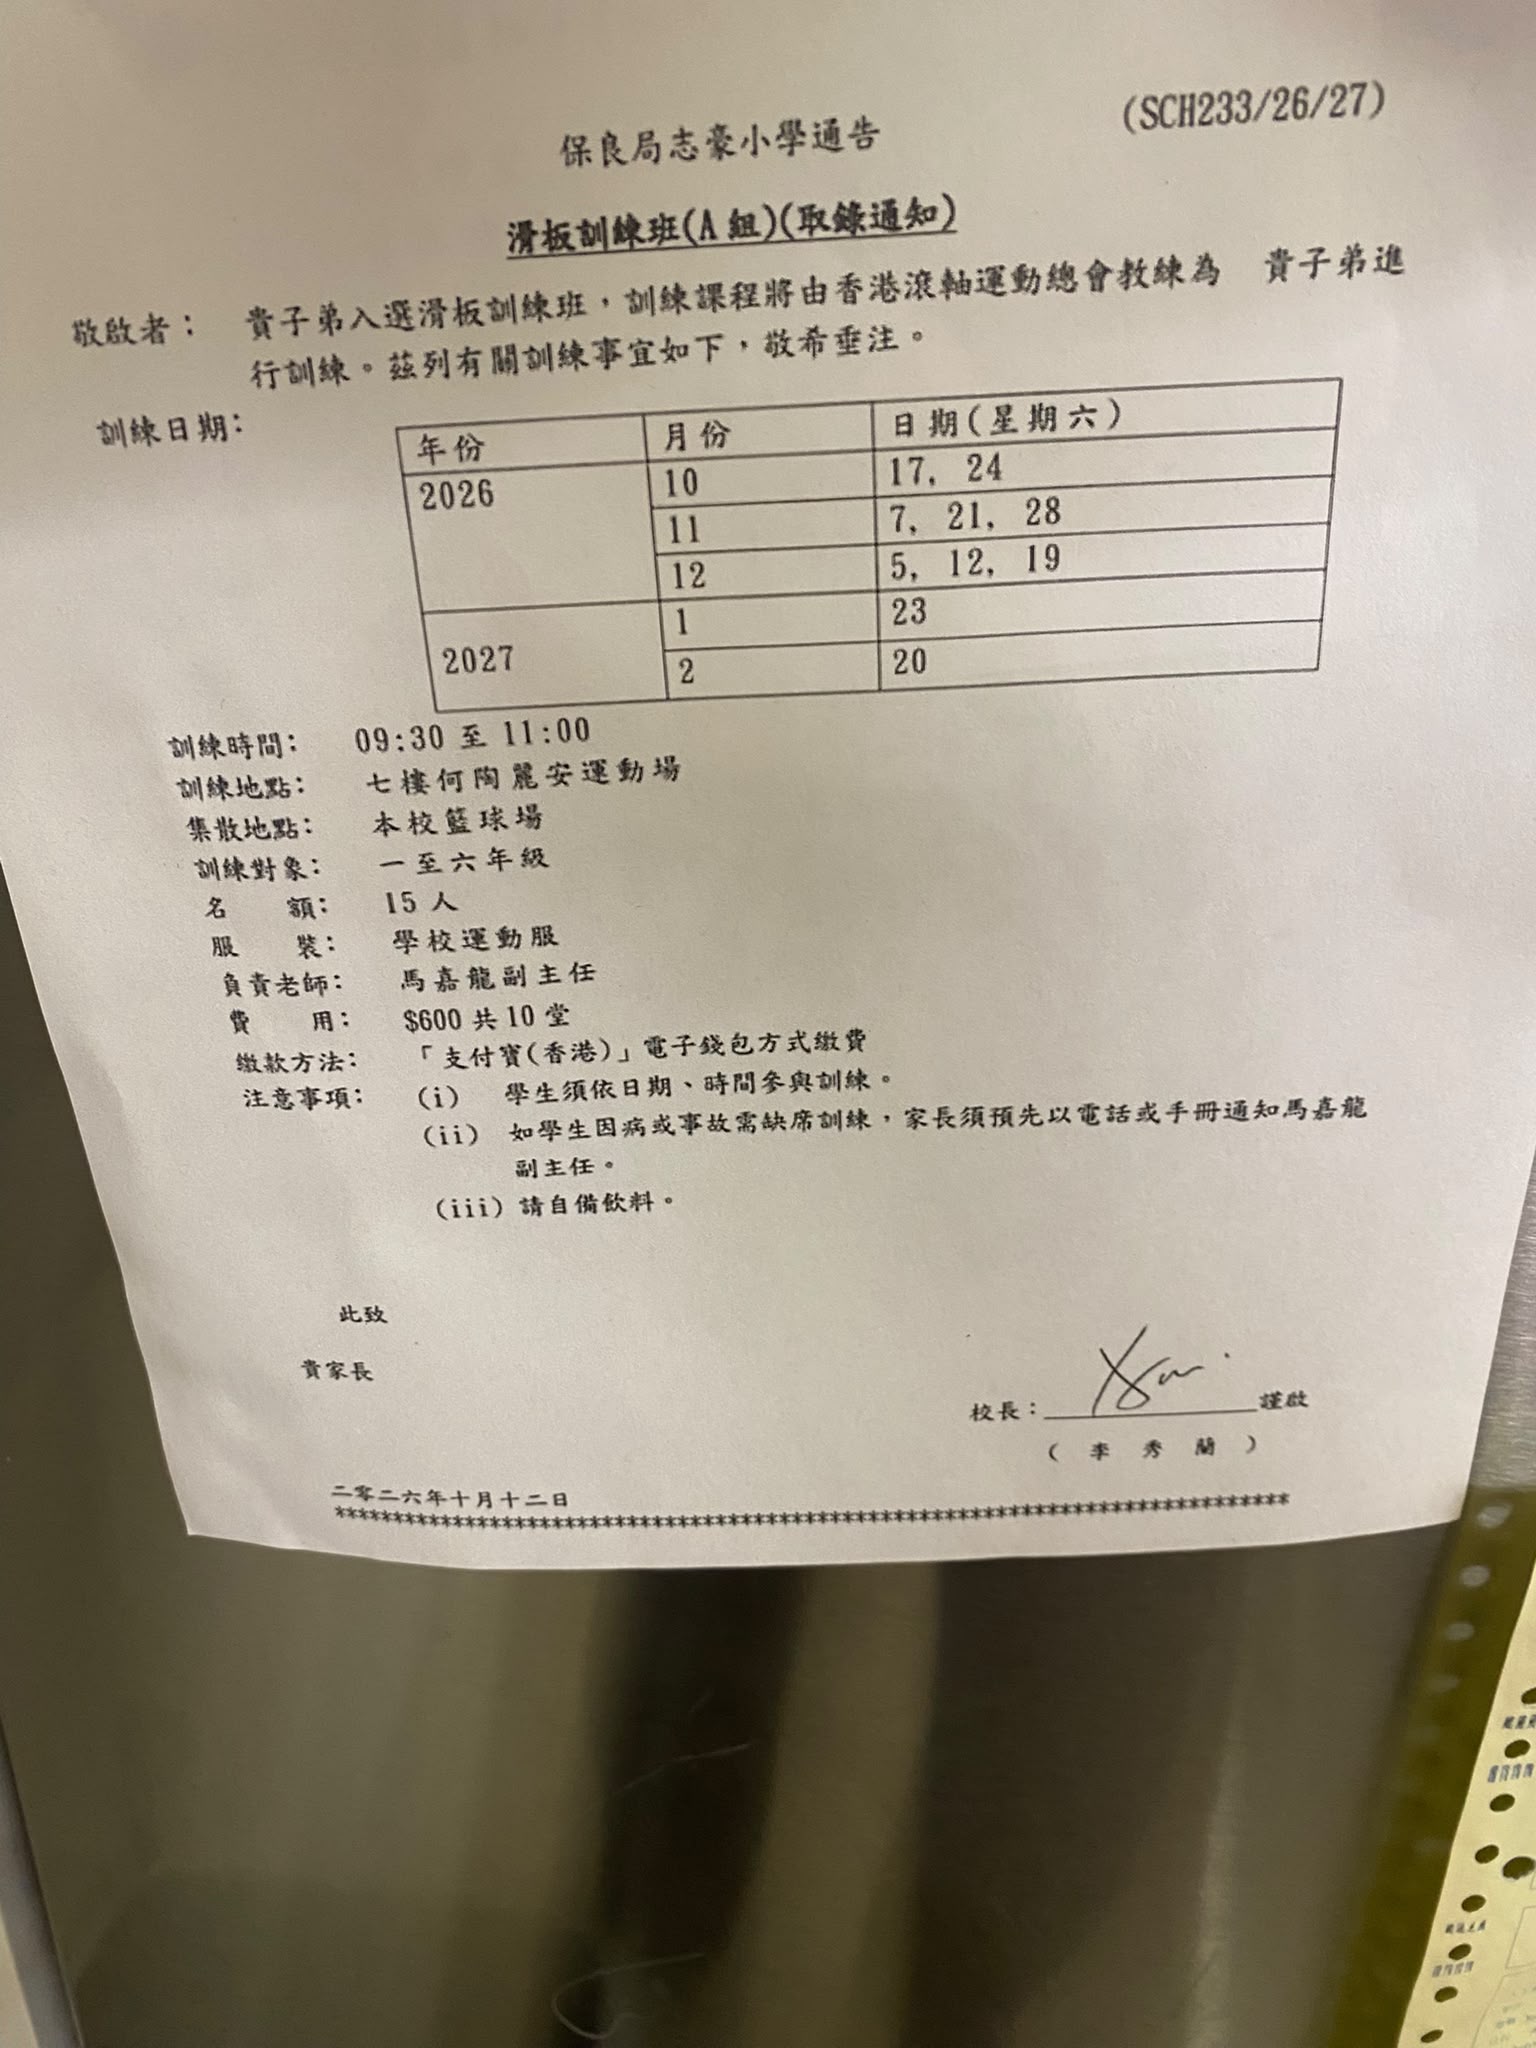 (SCH233/26/27)
保良局志豪小學通告
滑板訓練班(A組)(取錄通知)
敬啟者： 貴子弟入選滑板訓練班，訓練課程將由香港滾軸運動總會教練為 貴子弟進
行訓練。茲列有關訓練事宜如下，敬希垂注。
訓練日期:
年份 月份 日期(星期六)
2026 10 17, 24
11 7, 21, 28
12 5, 12, 19
2027 1 23
2 20
訓練時間: 09:30 至 11:00
訓練地點: 七樓何陶麗安運動場
集散地點: 本校籃球場
訓練對象: 一至六年級
名 額: 15 人
服 裝: 學校運動服
負責老師: 馬嘉龍副主任
費 用: $600 共 10 堂
繳款方法: 「支付寶(香港)」電子錢包方式繳費
注意事項: (i) 學生須依日期、時間參與訓練。
(ii) 如學生因病或事故需缺席訓練，家長須預先以電話或手冊通知馬嘉龍
副主任。
(iii) 請自備飲料。
此致
貴家長
校長：謹啟
( 李 秀 蘭 )
二零二六年十月十二日